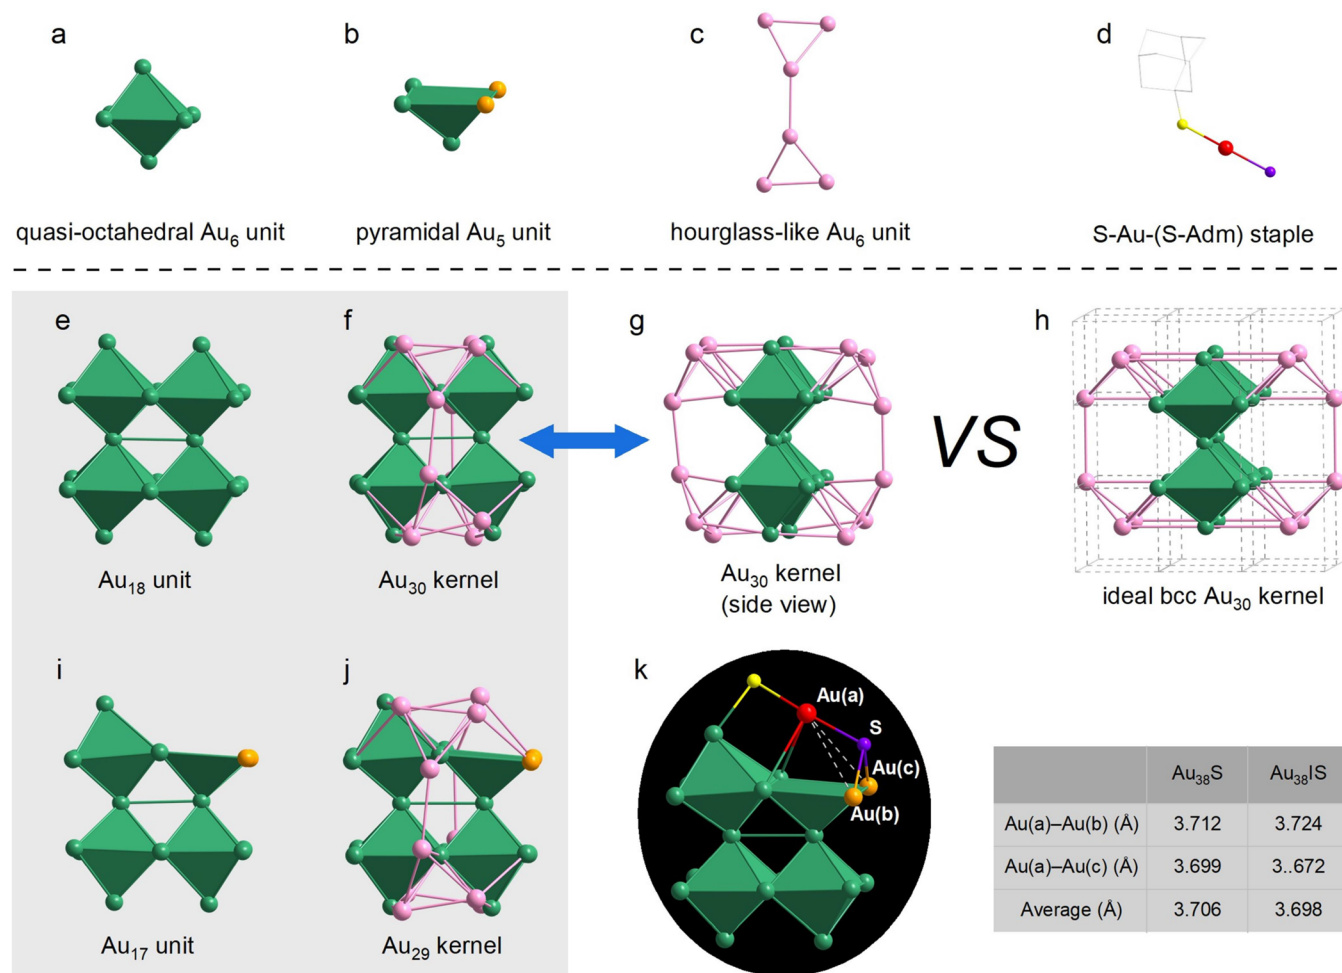 a
b
c
d
quasi-octahedral Au₆ unit
pyramidal Au₅ unit
hourglass-like Au₆ unit
S-Au-(S-Adm) staple
e
f
g
h
VS
Au₁₈ unit
Au₃₀ kernel
Au₃₀ kernel
(side view)
ideal bcc Au₃₀ kernel
i
j
k
Au(a)
S
Au(c)
Au(b)
Au₁₇ unit
Au₂₉ kernel
Au₃₈S Au₃₈IS
Au(a)–Au(b) (Å) 3.712 3.724
Au(a)–Au(c) (Å) 3.699 3..672
Average (Å) 3.706 3.698